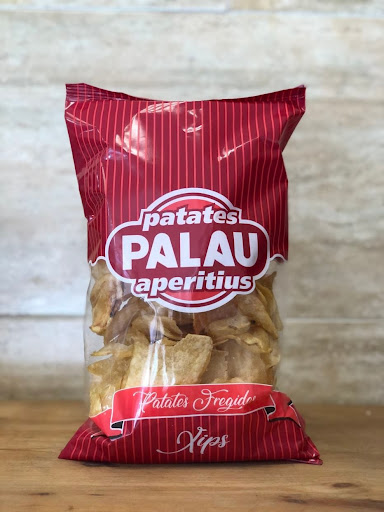 patates
PALAU
aperitius
Patates Fregides
Xips